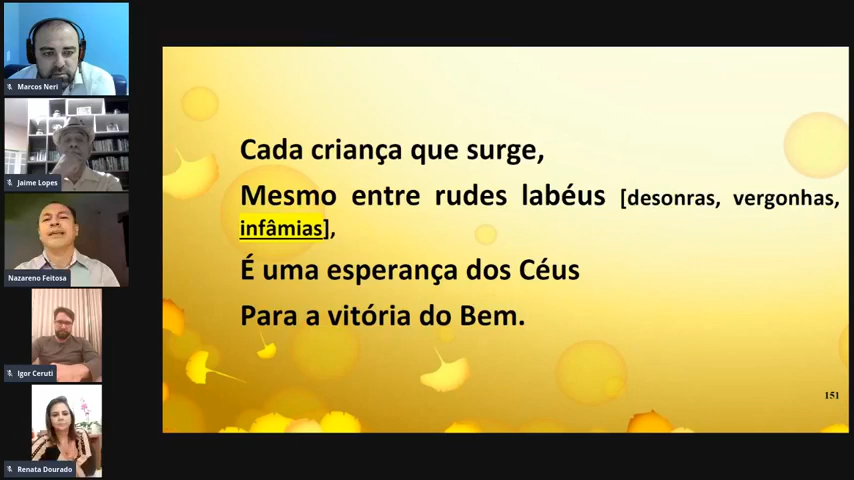 Marcos Neri
Jaime Lopes
Nazareno Feitosa
Igor Ceruti
Renata Dourado
Cada criança que surge,
Mesmo entre rudes labéus [desonras, vergonhas,
infâmias],
É uma esperança dos Céus
Para a vitória do Bem.
151